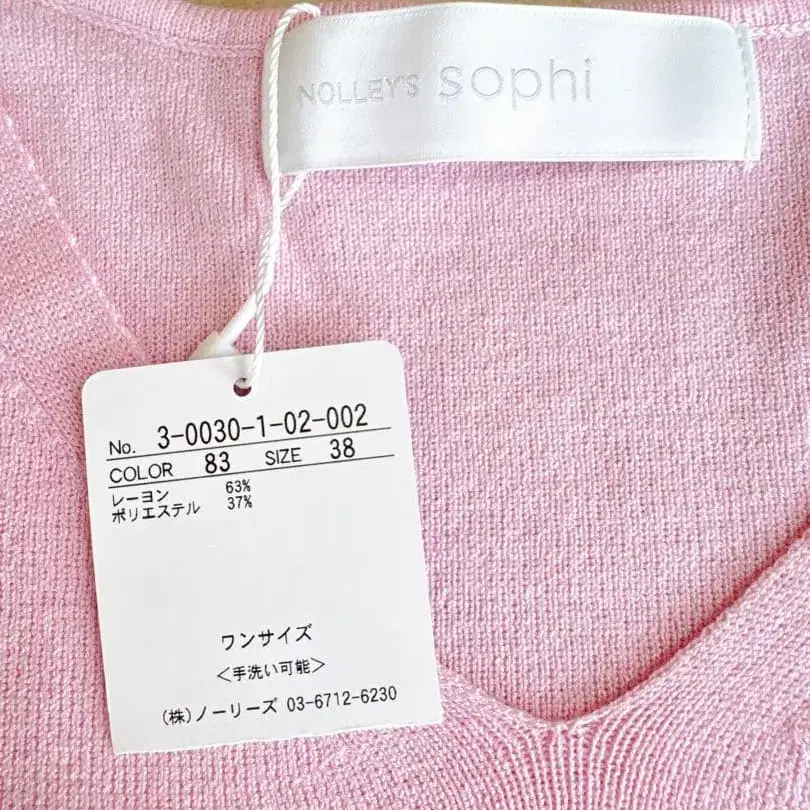 NOLLEY'S sophi
No. 3-0030-1-02-002
COLOR 83 SIZE 38
レーヨン 63%
ポリエステル 37%
ワンサイズ
<手洗い可能>
(株)ノーリーズ 03-6712-6230